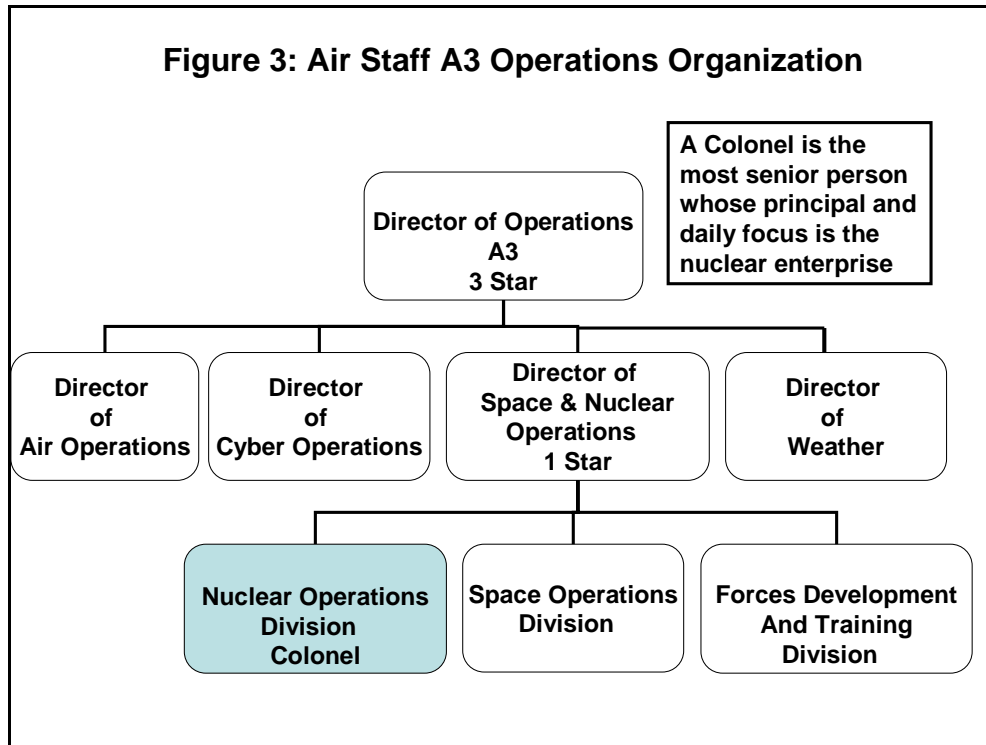 Figure 3: Air Staff A3 Operations Organization
A Colonel is the
most senior person
whose principal and
daily focus is the
nuclear enterprise
Director of Operations
A3
3 Star
Director
of
Air Operations
Director
of
Cyber Operations
Director of
Space & Nuclear
Operations
1 Star
Director
of
Weather
Nuclear Operations
Division
Colonel
Space Operations
Division
Forces Development
And Training
Division